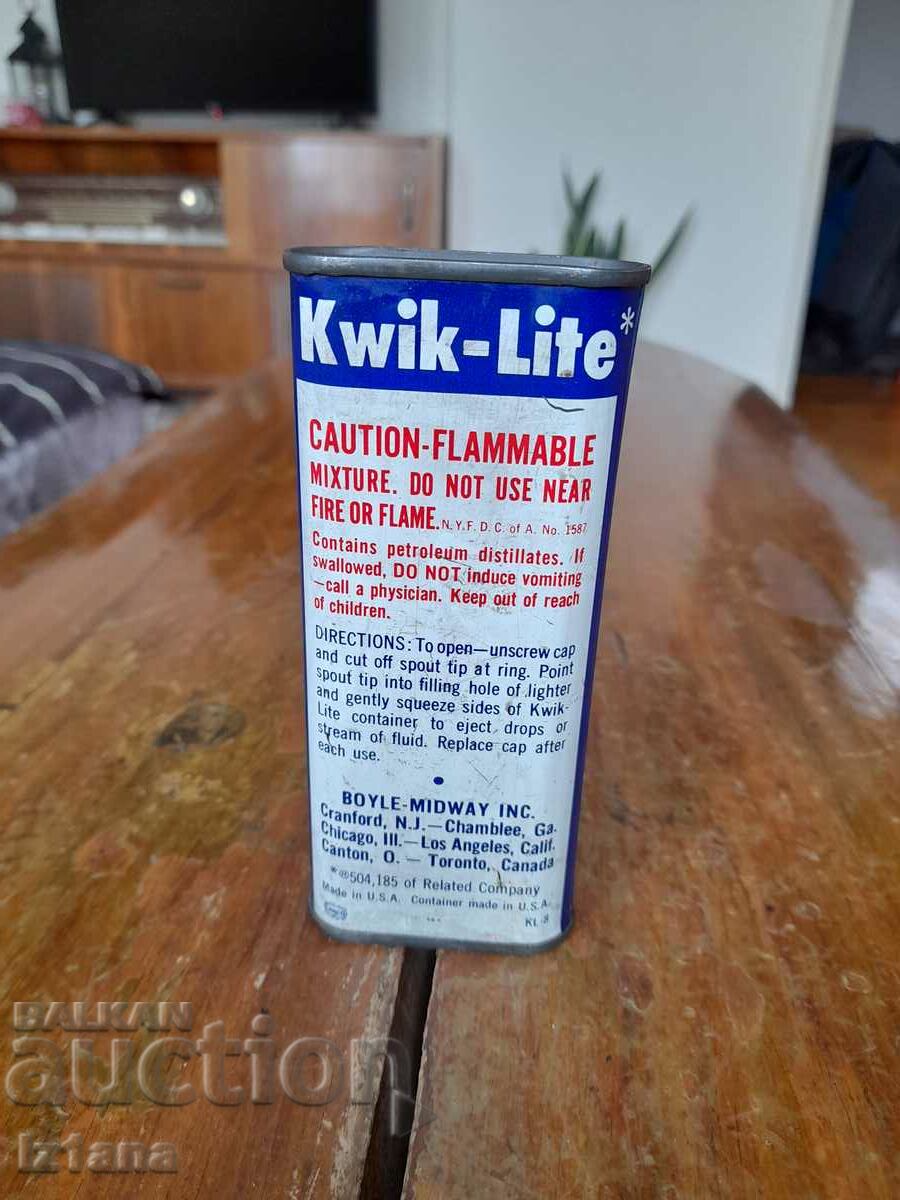 Kwik-Lite*
CAUTION-FLAMMABLE
MIXTURE. DO NOT USE NEAR
FIRE OR FLAME. N.Y.F.D.C. of A. No. 1587
Contains petroleum distillates. If
swallowed, DO NOT induce vomiting
—call a physician. Keep out of reach
of children.
DIRECTIONS: To open—unscrew cap
and cut off spout tip at ring. Point
spout tip into filling hole of lighter
and gently squeeze sides of Kwik-
Lite container to eject drops or
stream of fluid. Replace cap after
each use.
BOYLE-MIDWAY INC.
Cranford, N.J.—Chamblee, Ga.
Chicago, Ill.—Los Angeles, Calif.
Canton, O. — Toronto, Canada
*®504,185 of Related Company
Made in U.S.A. Container made in U.S.A.
KL-8
BALKAN
auction
Iz1ana